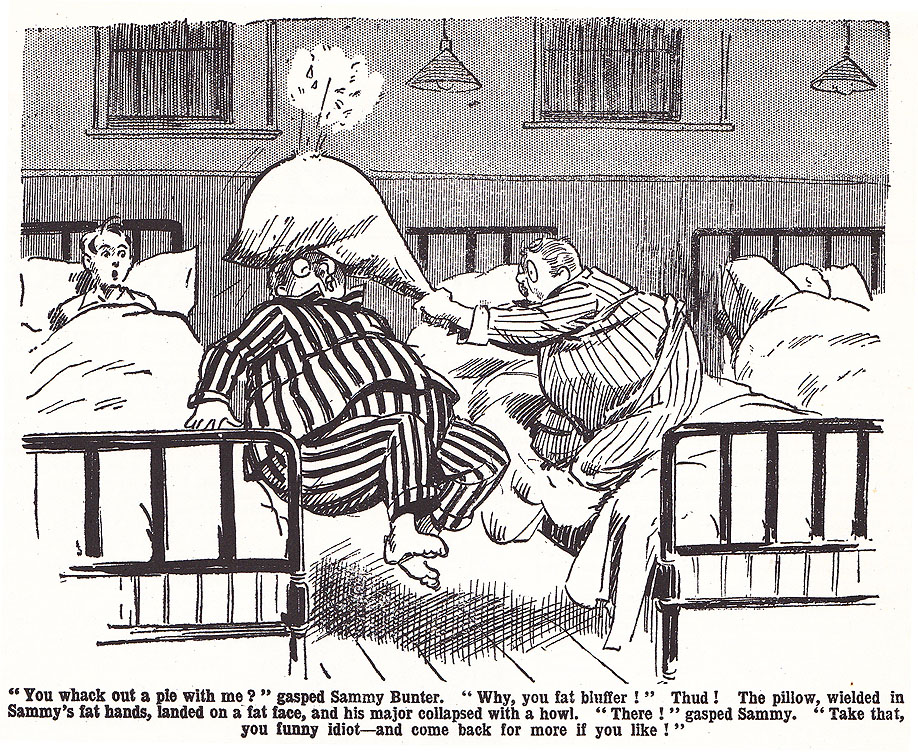 “ You whack out a pie with me ? ” gasped Sammy Bunter. “ Why, you fat bluffer ! ” Thud ! The pillow, wielded in
Sammy’s fat hands, landed on a fat face, and his major collapsed with a howl. “ There ! ” gasped Sammy. “ Take that,
you funny idiot—and come back for more if you like ! ”